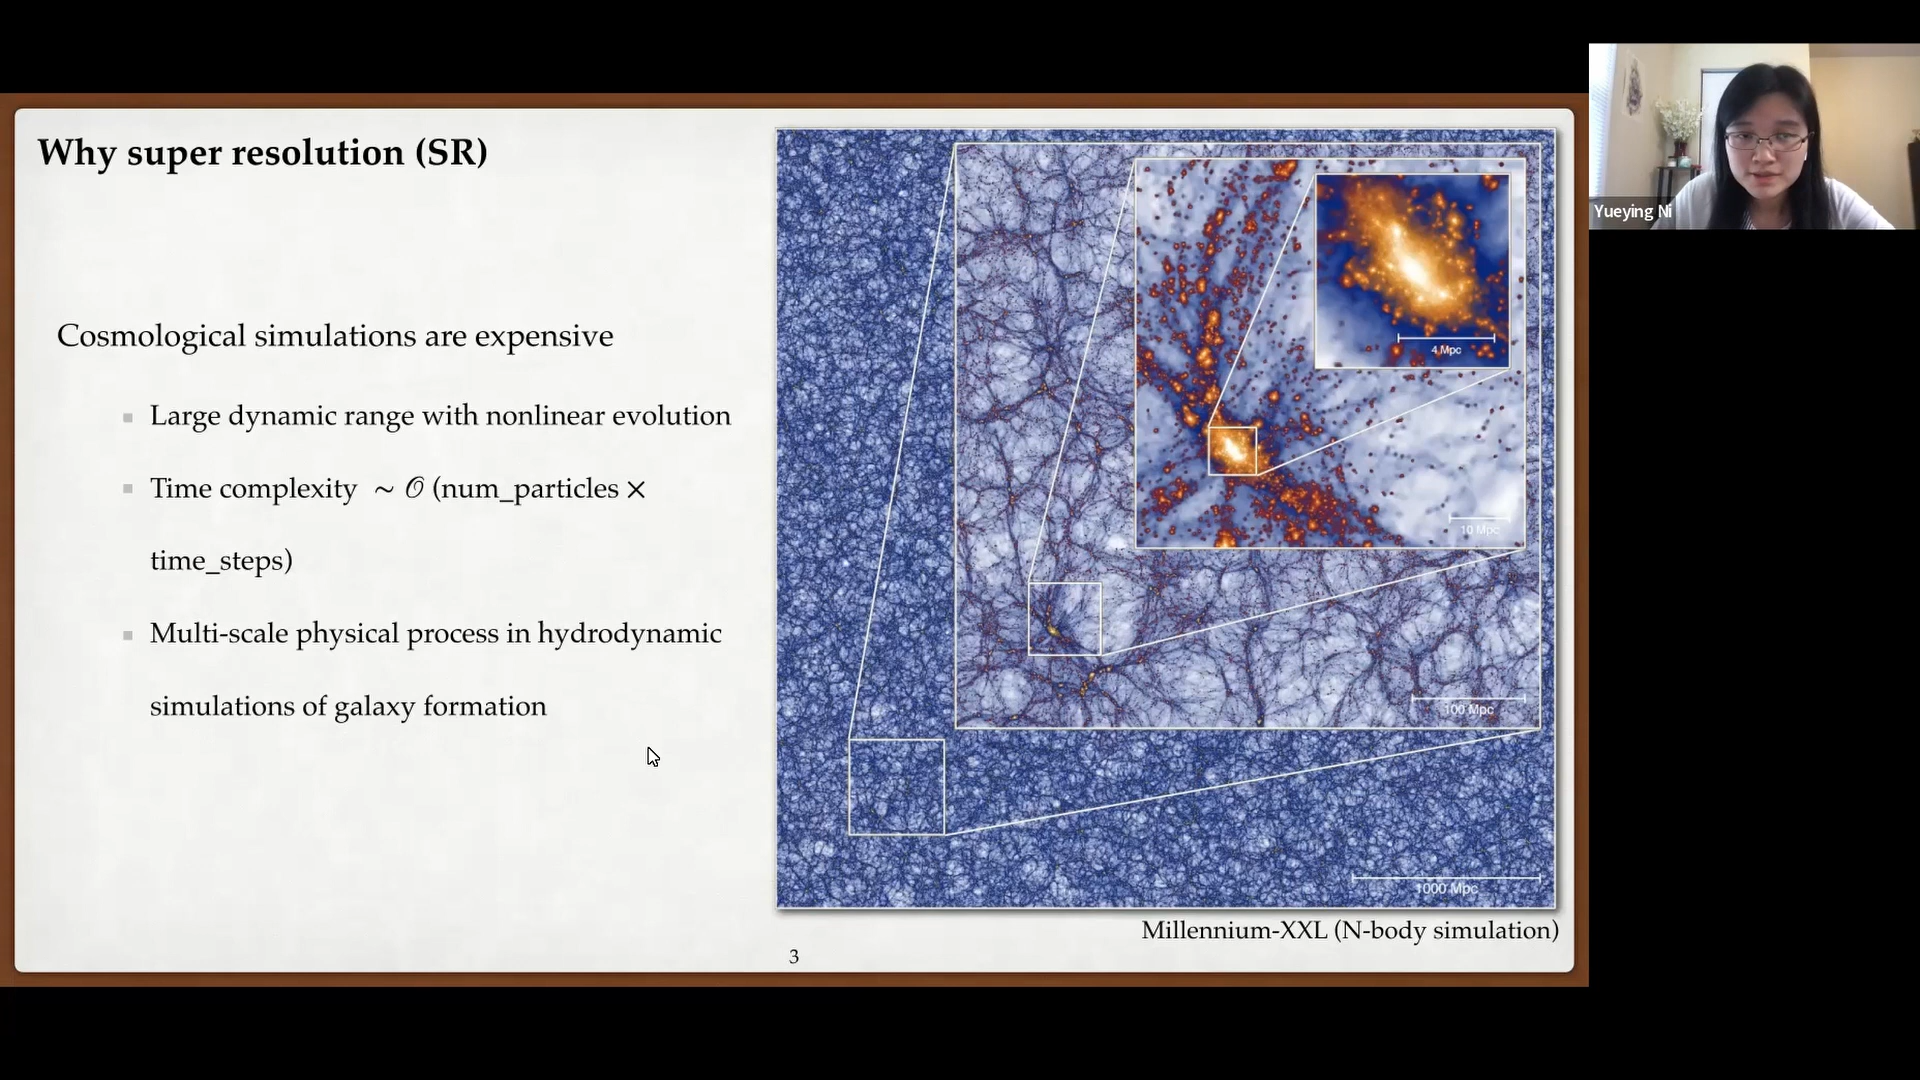 Why super resolution (SR)
Cosmological simulations are expensive
Large dynamic range with nonlinear evolution
Time complexity ~ 𝒪 (num_particles ×
time_steps)
Multi-scale physical process in hydrodynamic
simulations of galaxy formation
4 Mpc
10 Mpc
100 Mpc
1000 Mpc
Millennium-XXL (N-body simulation)
3
Yueying Ni